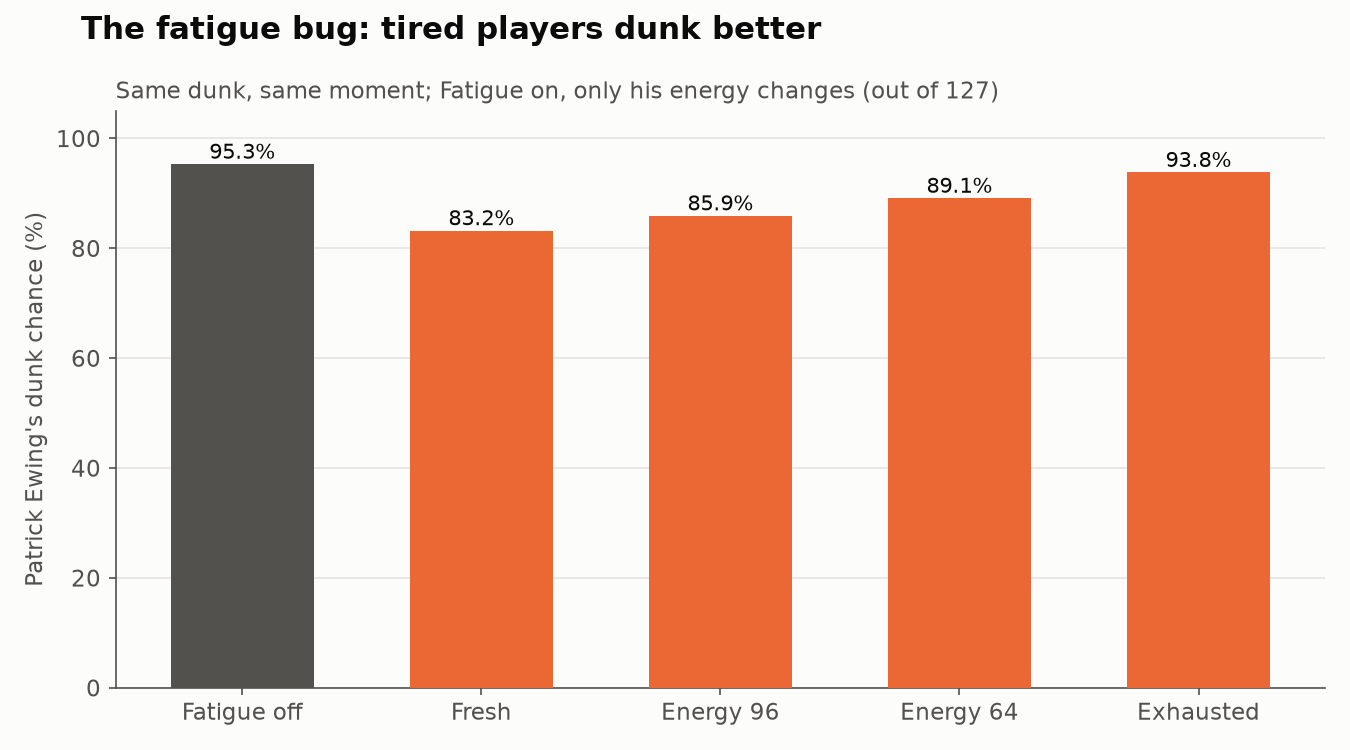 The fatigue bug: tired players dunk better
Same dunk, same moment; Fatigue on, only his energy changes (out of 127)
Patrick Ewing's dunk chance (%)
100
80
60
40
20
0
95.3%
83.2%
85.9%
89.1%
93.8%
Fatigue off
Fresh
Energy 96
Energy 64
Exhausted